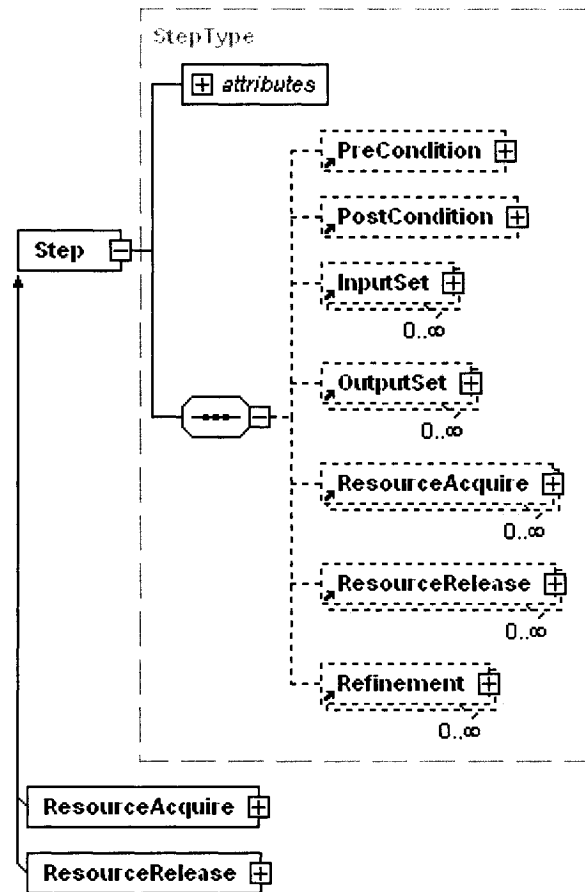 StepType
attributes
PreCondition
PostCondition
Step
InputSet
0..∞
OutputSet
0..∞
ResourceAcquire
0..∞
ResourceRelease
0..∞
Refinement
0..∞
ResourceAcquire
ResourceRelease